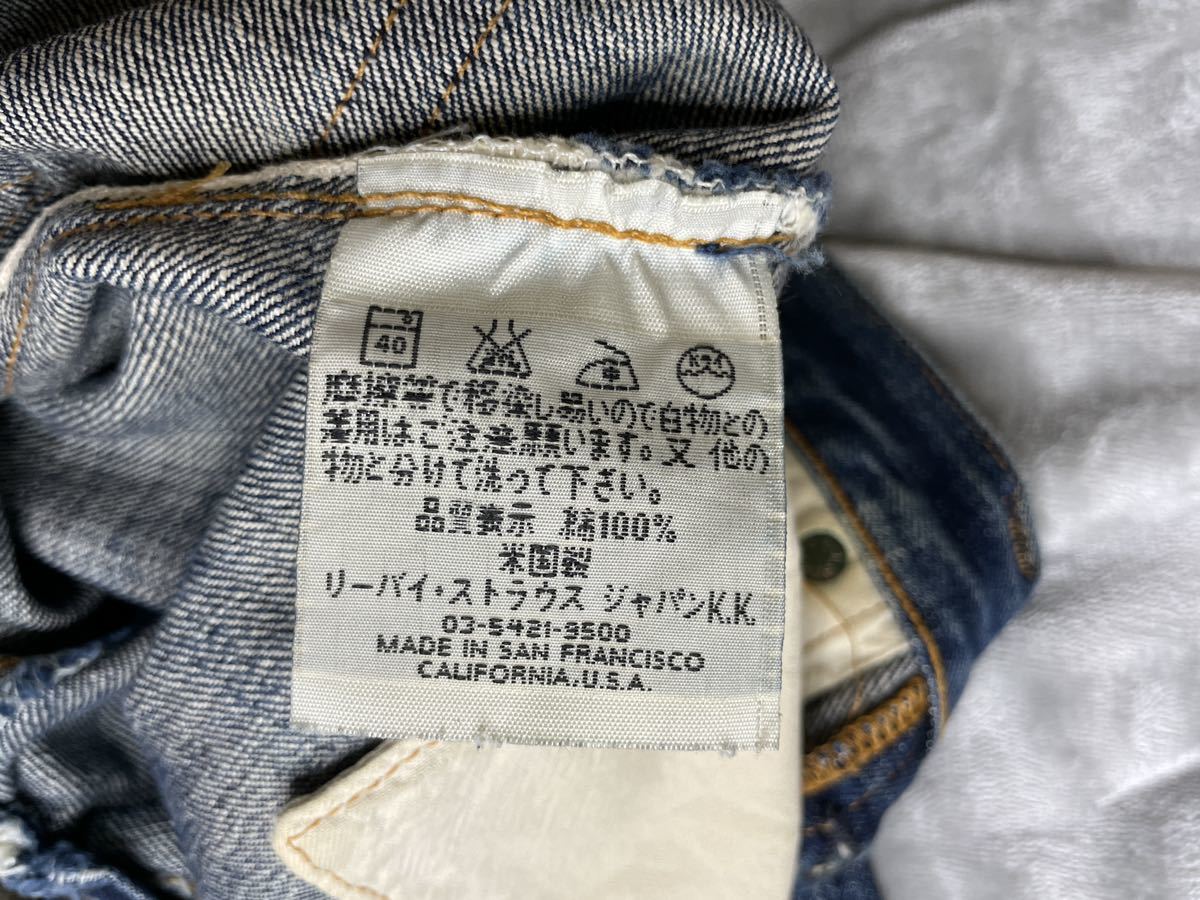 40
摩擦等で移染し易いので白物との
着用はご注意願います。又 他の
物と分けて洗って下さい。
品質表示 綿100%
米国製
リーバイ・ストラウス ジャパンK.K.
03-5421-9500
MADE IN SAN FRANCISCO
CALIFORNIA, U.S.A.